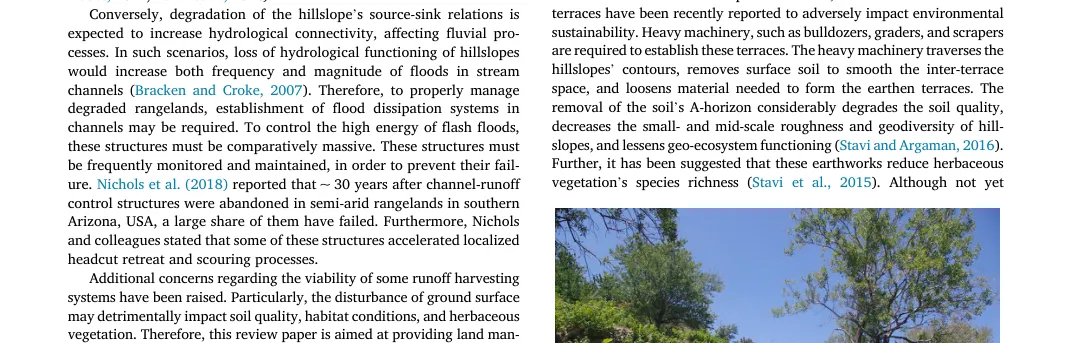 Conversely, degradation of the hillslope's source-sink relations is
expected to increase hydrological connectivity, affecting fluvial pro-
cesses. In such scenarios, loss of hydrological functioning of hillslopes
would increase both frequency and magnitude of floods in stream
channels (Bracken and Croke, 2007). Therefore, to properly manage
degraded rangelands, establishment of flood dissipation systems in
channels may be required. To control the high energy of flash floods,
these structures must be comparatively massive. These structures must
be frequently monitored and maintained, in order to prevent their fail-
ure. Nichols et al. (2018) reported that ~ 30 years after channel-runoff
control structures were abandoned in semi-arid rangelands in southern
Arizona, USA, a large share of them have failed. Furthermore, Nichols
and colleagues stated that some of these structures accelerated localized
headcut retreat and scouring processes.
Additional concerns regarding the viability of some runoff harvesting
systems have been raised. Particularly, the disturbance of ground surface
may detrimentally impact soil quality, habitat conditions, and herbaceous
vegetation. Therefore, this review paper is aimed at providing land man-
terraces have been recently reported to adversely impact environmental
sustainability. Heavy machinery, such as bulldozers, graders, and scrapers
are required to establish these terraces. The heavy machinery traverses the
hillslopes' contours, removes surface soil to smooth the inter-terrace
space, and loosens material needed to form the earthen terraces. The
removal of the soil's A-horizon considerably degrades the soil quality,
decreases the small- and mid-scale roughness and geodiversity of hill-
slopes, and lessens geo-ecosystem functioning (Stavi and Argaman, 2016).
Further, it has been suggested that these earthworks reduce herbaceous
vegetation's species richness (Stavi et al., 2015). Although not yet